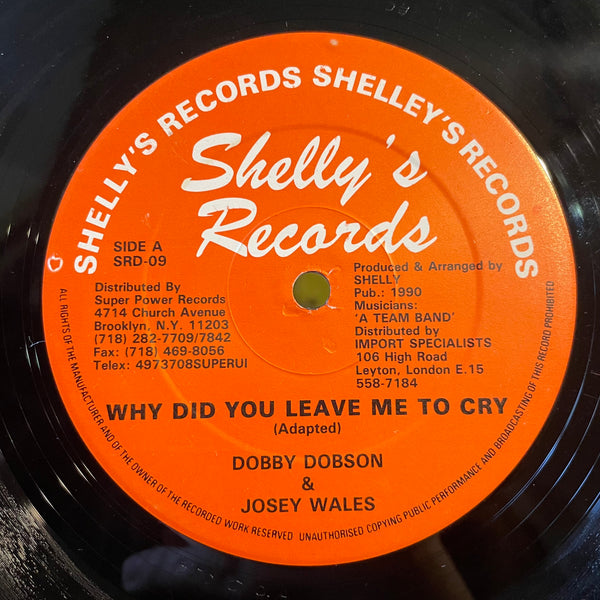 SHELLY'S RECORDS SHELLEY'S RECORDS
Shelly's
Records
SIDE A
SRD-09
Distributed By
Super Power Records
4714 Church Avenue
Brooklyn, N.Y. 11203
(718) 282-7709/7842
Fax: (718) 469-8056
Telex: 4973708SUPERUI
Produced & Arranged by
SHELLY
Pub.: 1990
Musicians:
'A TEAM BAND'
Distributed by
IMPORT SPECIALISTS
106 High Road
Leyton, London E.15
558-7184
WHY DID YOU LEAVE ME TO CRY
(Adapted)
DOBBY DOBSON
&
JOSEY WALES
ALL RIGHTS OF THE MANUFACTURER AND OF THE OWNER OF THE RECORDED WORK RESERVED UNAUTHORISED COPYING PUBLIC PERFORMANCE AND BROADCASTING OF THIS RECORD PROHIBITED